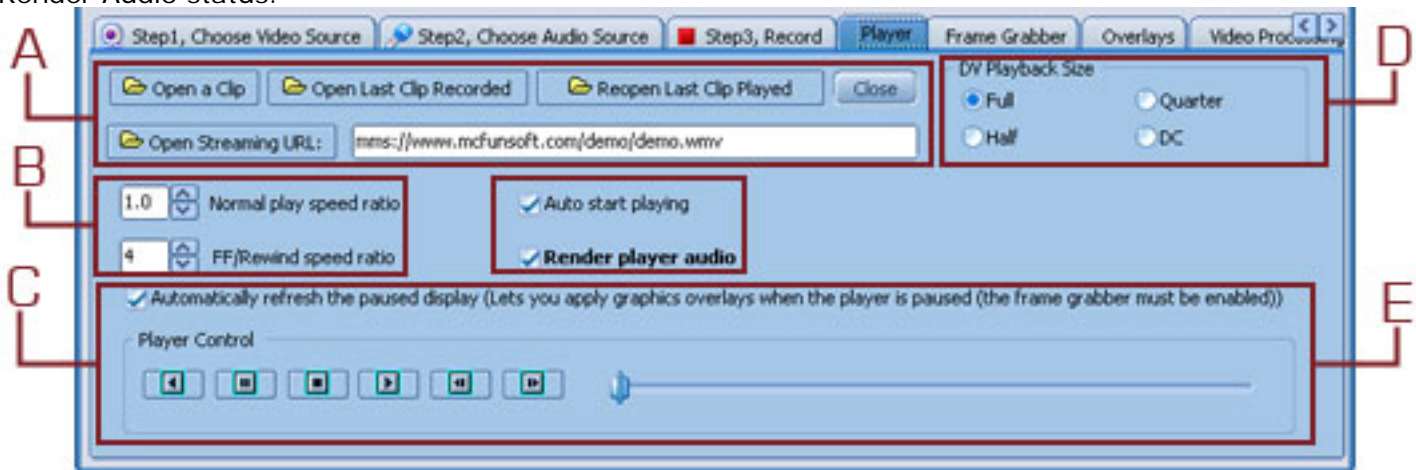 Render Audio status.
Step1, Choose Video Source Step2, Choose Audio Source Step3, Record Player Frame Grabber Overlays Video Processing
A
D
Open a Clip Open Last Clip Recorded Reopen Last Clip Played Close
DV Playback Size
Full Quarter
Half DC
Open Streaming URL: mms://www.mcfunsoft.com/demo/demo.wmv
B
1.0 Normal play speed ratio Auto start playing
4 FF/Rewind speed ratio Render player audio
C
E
Automatically refresh the paused display (Lets you apply graphics overlays when the player is paused (the frame grabber must be enabled))
Player Control